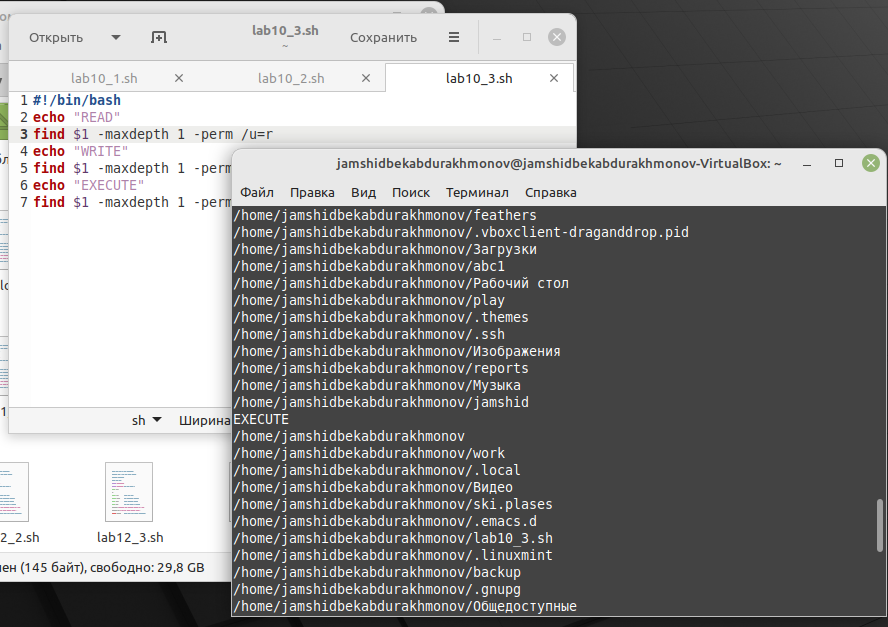 Открыть
lab10_3.sh
~
Сохранить
lab10_1.sh
lab10_2.sh
lab10_3.sh
1 #!/bin/bash
2 echo "READ"
3 find $1 -maxdepth 1 -perm /u=r
4 echo "WRITE"
5 find $1 -maxdepth 1 -perm
6 echo "EXECUTE"
7 find $1 -maxdepth 1 -perm
sh
Ширина
jamshidbekabdurakhmonov@jamshidbekabdurakhmonov-VirtualBox: ~
Файл Правка Вид Поиск Терминал Справка
/home/jamshidbekabdurakhmonov/feathers
/home/jamshidbekabdurakhmonov/.vboxclient-draganddrop.pid
/home/jamshidbekabdurakhmonov/Загрузки
/home/jamshidbekabdurakhmonov/abc1
/home/jamshidbekabdurakhmonov/Рабочий стол
/home/jamshidbekabdurakhmonov/play
/home/jamshidbekabdurakhmonov/.themes
/home/jamshidbekabdurakhmonov/.ssh
/home/jamshidbekabdurakhmonov/Изображения
/home/jamshidbekabdurakhmonov/reports
/home/jamshidbekabdurakhmonov/Музыка
/home/jamshidbekabdurakhmonov/jamshid
EXECUTE
/home/jamshidbekabdurakhmonov
/home/jamshidbekabdurakhmonov/work
/home/jamshidbekabdurakhmonov/.local
/home/jamshidbekabdurakhmonov/Видео
/home/jamshidbekabdurakhmonov/ski.plases
/home/jamshidbekabdurakhmonov/.emacs.d
/home/jamshidbekabdurakhmonov/lab10_3.sh
/home/jamshidbekabdurakhmonov/.linuxmint
/home/jamshidbekabdurakhmonov/backup
/home/jamshidbekabdurakhmonov/.gnupg
/home/jamshidbekabdurakhmonov/Общедоступные
2_2.sh
lab12_3.sh
ен (145 байт), свободно: 29,8 GB